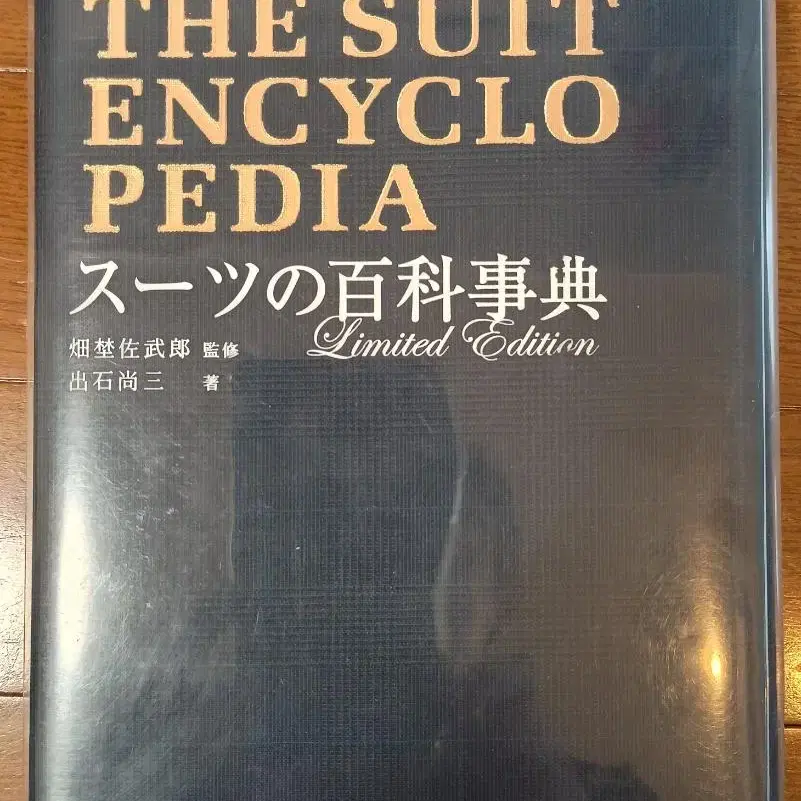 THE SUIT
ENCYCLO
PEDIA
スーツの百科事典
Limited Edition
畑埜佐武郎 監修
出石尚三 著